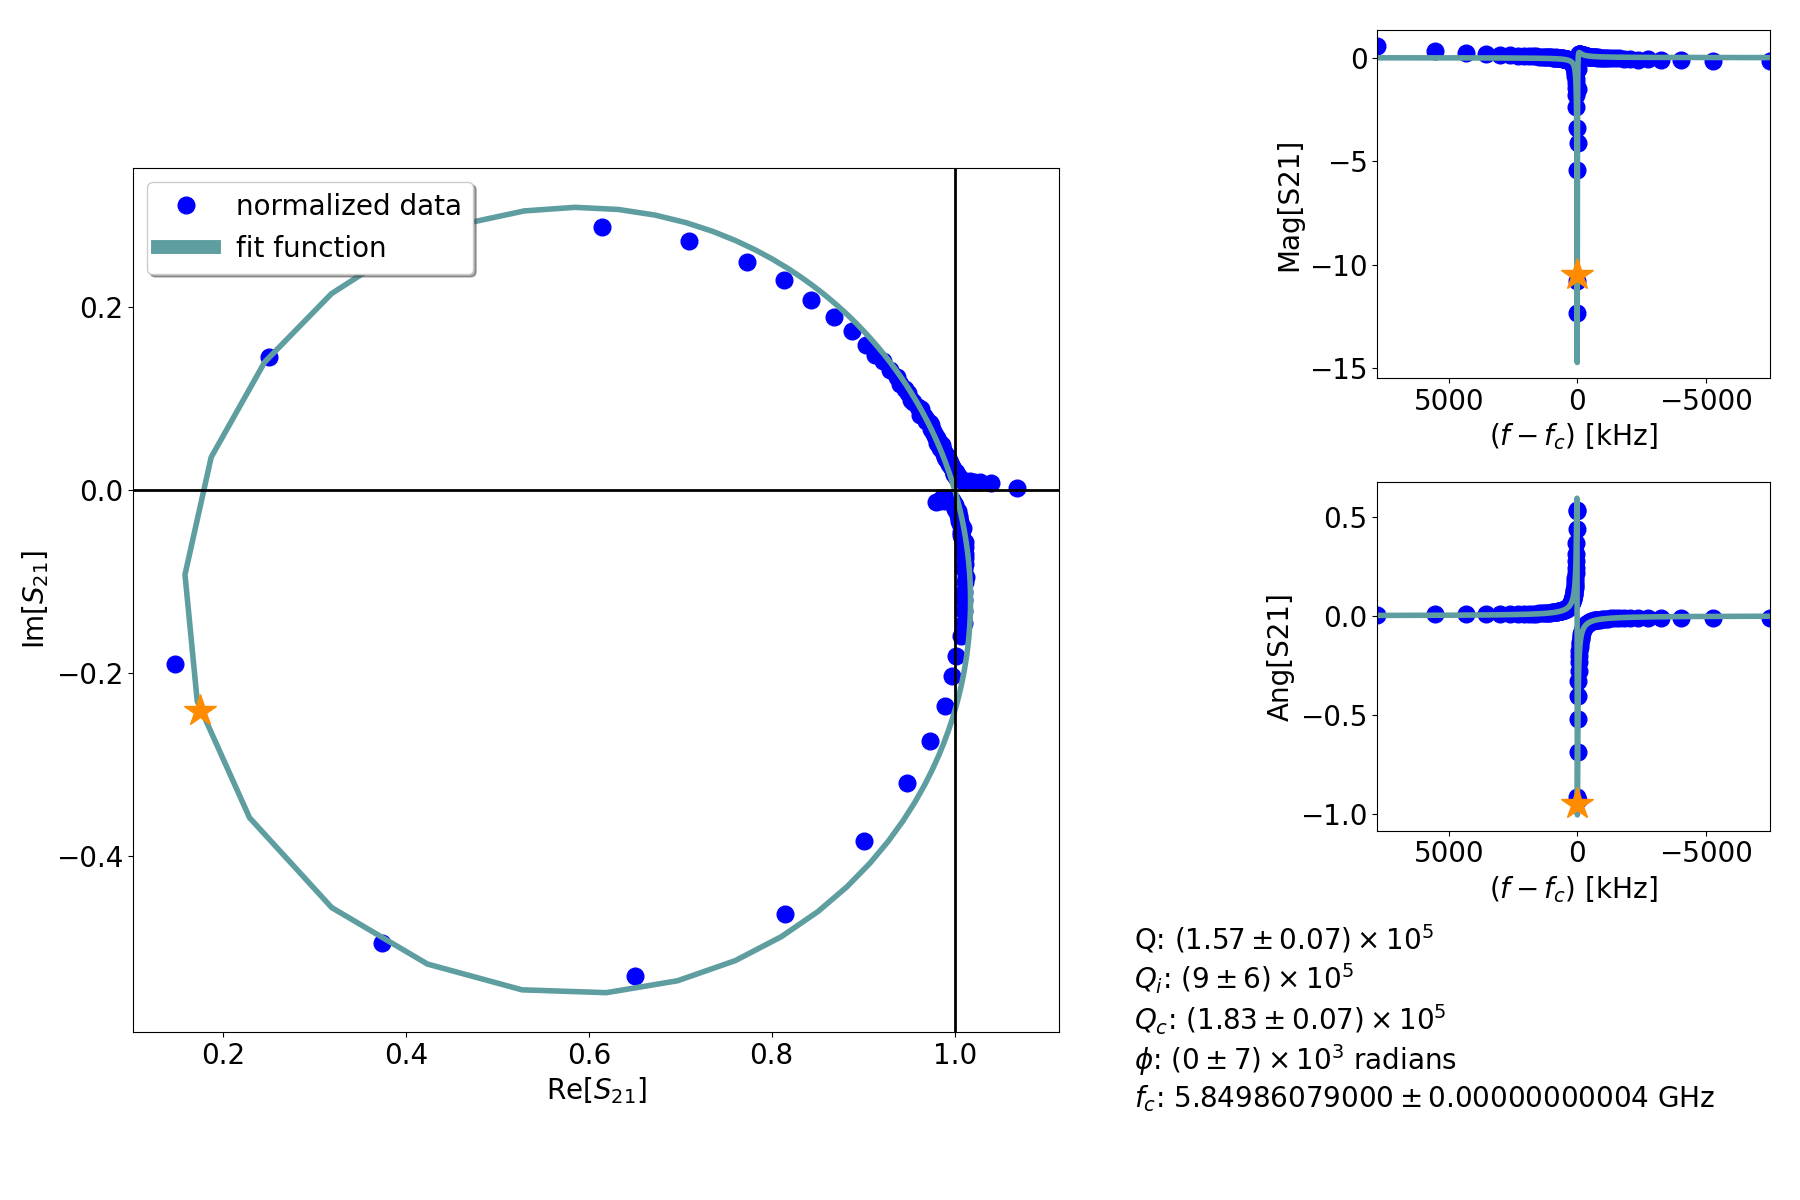 normalized data
fit function
0.2
0.0
−0.2
−0.4
Im[S21]
0.2
0.4
0.6
0.8
1.0
Re[S21]
0
−5
−10
−15
Mag[S21]
5000
0
−5000
(f − fc) [kHz]
0.5
0.0
−0.5
−1.0
Ang[S21]
5000
0
−5000
(f − fc) [kHz]
Q: (1.57 ± 0.07) × 10^5
Qi: (9 ± 6) × 10^5
Qc: (1.83 ± 0.07) × 10^5
ϕ: (0 ± 7) × 10^3 radians
fc: 5.84986079000 ± 0.00000000004 GHz